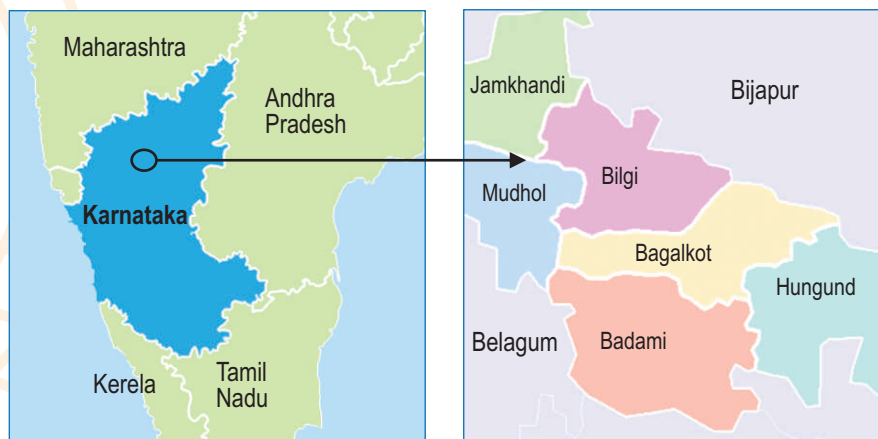 Maharashtra
Andhra
Pradesh
Karnataka
Kerela
Tamil
Nadu
Jamkhandi
Bijapur
Mudhol
Bilgi
Bagalkot
Hungund
Belagum
Badami